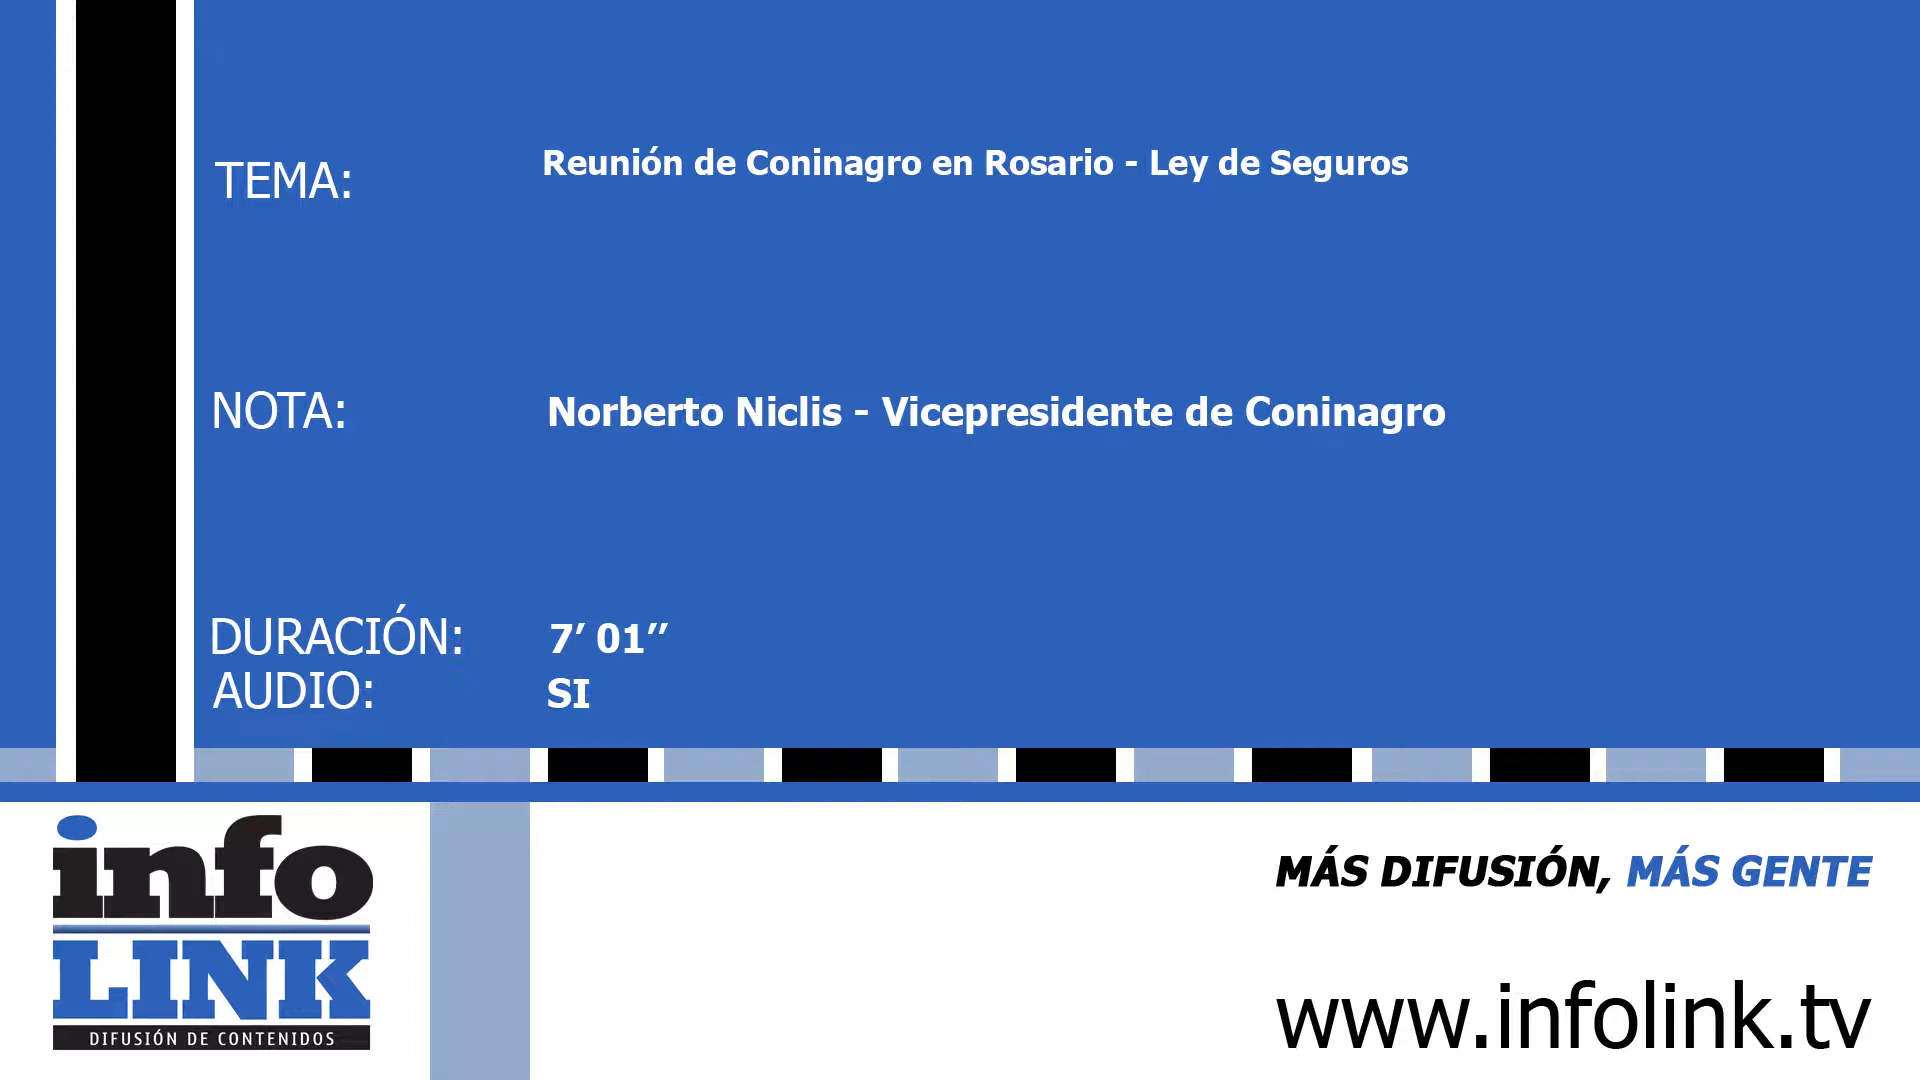 TEMA: Reunión de Coninagro en Rosario - Ley de Seguros
NOTA: Norberto Niclis - Vicepresidente de Coninagro
DURACIÓN: 7’ 01’’
AUDIO: SI
info
LINK
DIFUSIÓN DE CONTENIDOS
MÁS DIFUSIÓN, MÁS GENTE
www.infolink.tv